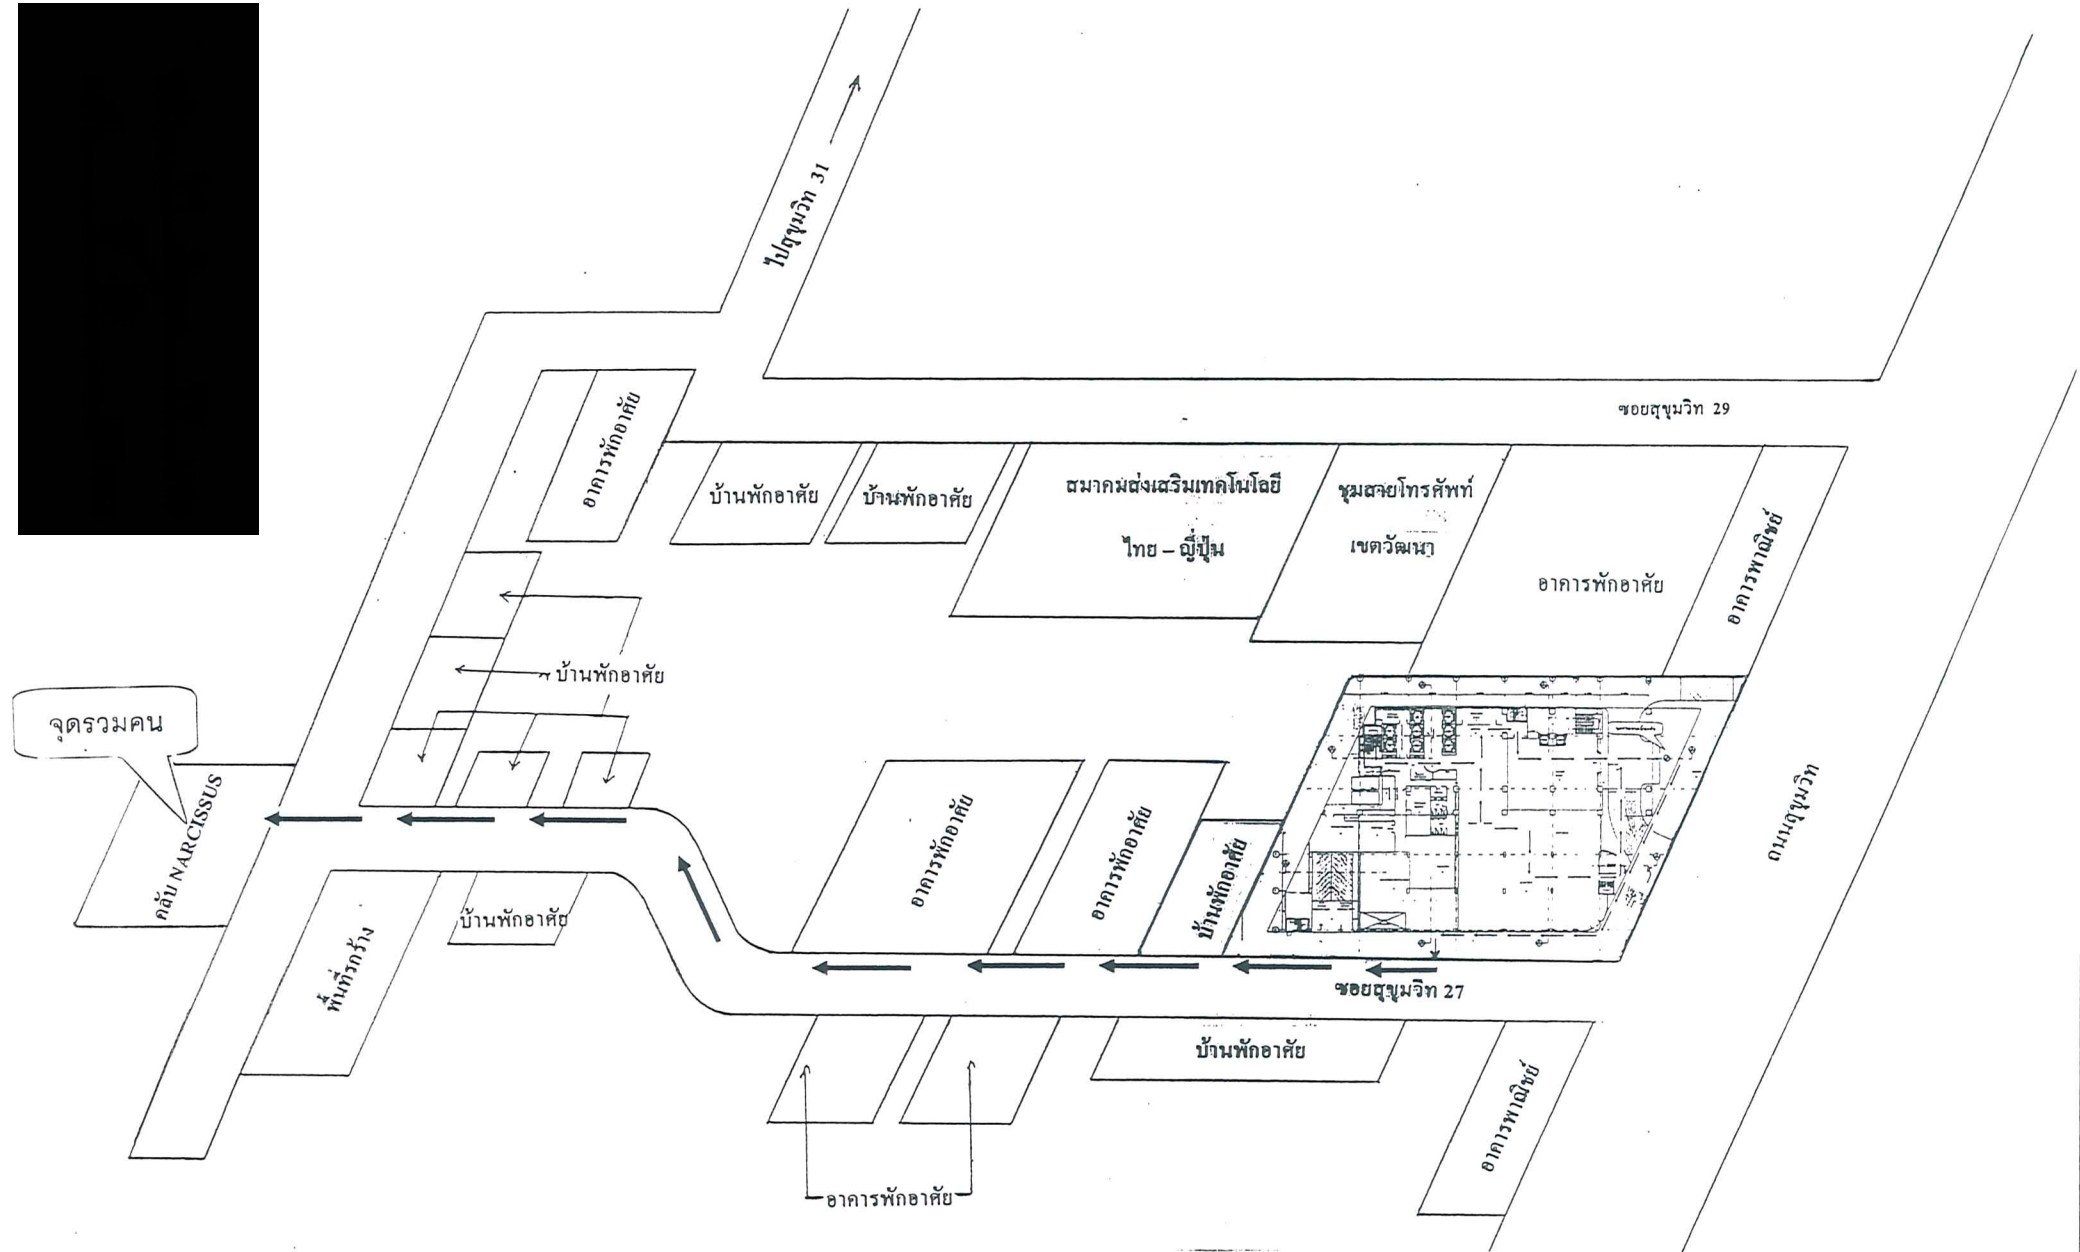 ไปสุขุมวิท 31
ซอยสุขุมวิท 29
อาคารพักอาศัย
บ้านพักอาศัย
บ้านพักอาศัย
สมาคมส่งเสริมเทคโนโลยี
ไทย – ญี่ปุ่น
ชุมสายโทรศัพท์
เขตวัฒนา
อาคารพักอาศัย
อาคารพาณิชย์
บ้านพักอาศัย
จุดรวมคน
คลับ NARCISSUS
อาคารพักอาศัย
อาคารพักอาศัย
บ้านพักอาศัย
ถนนสุขุมวิท
พื้นที่รกร้าง
บ้านพักอาศัย
ซอยสุขุมวิท 27
บ้านพักอาศัย
อาคารพาณิชย์
อาคารพักอาศัย